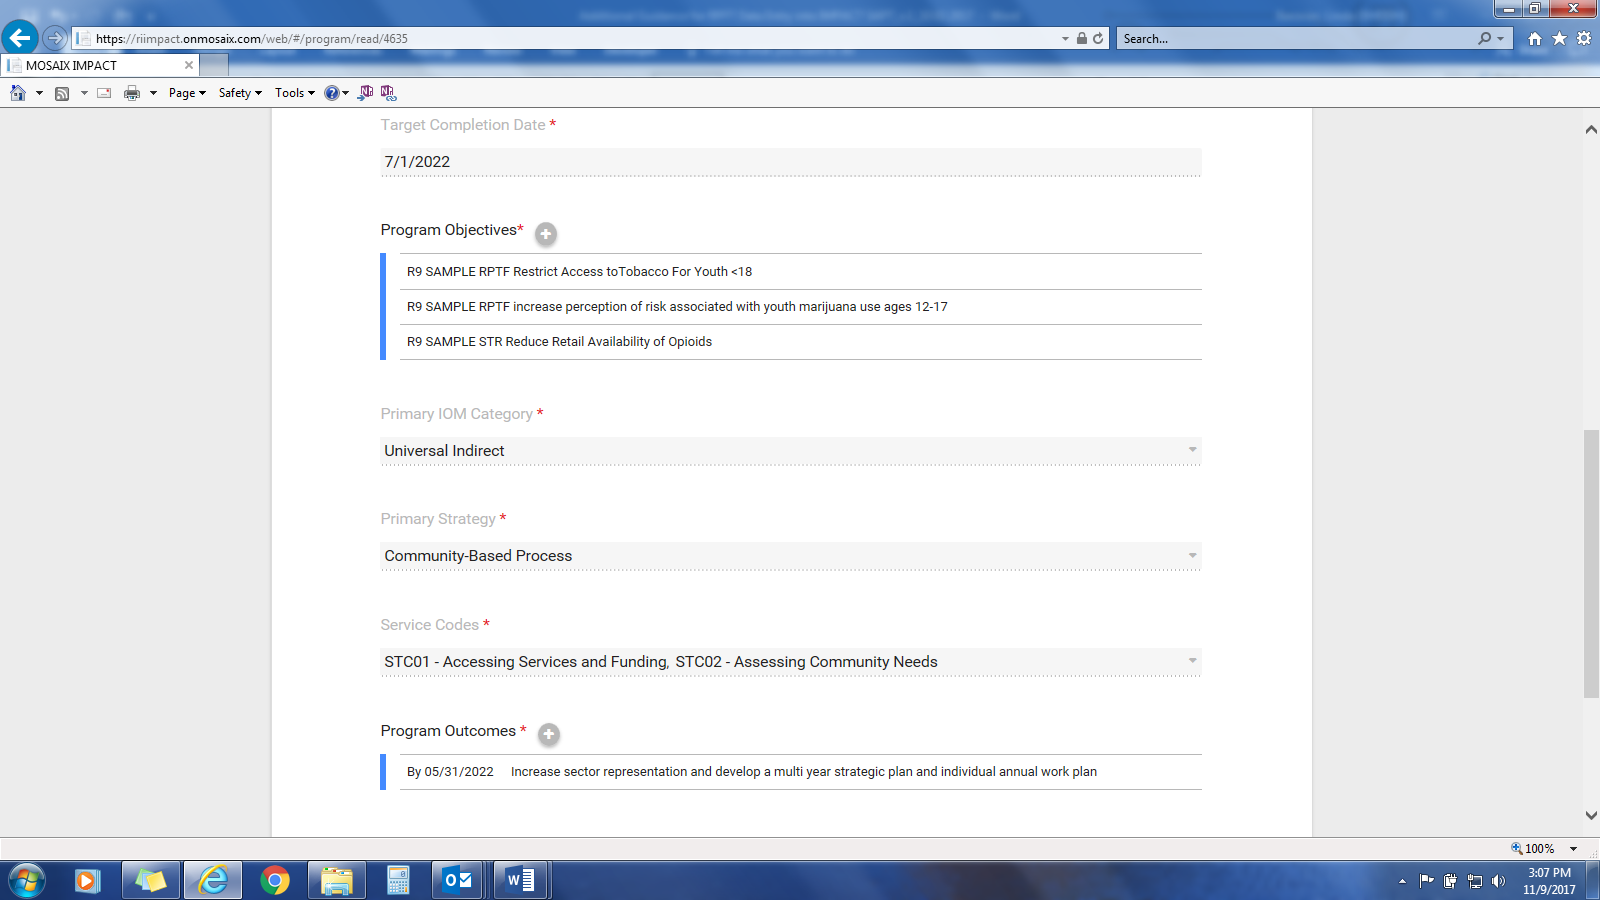 https://riimpact.onmosaix.com/web/#/program/read/4635
Search...
MOSAIX IMPACT
Page Safety Tools
Target Completion Date *
7/1/2022
Program Objectives*
R9 SAMPLE RPTF Restrict Access toTobacco For Youth <18
R9 SAMPLE RPTF increase perception of risk associated with youth marijuana use ages 12-17
R9 SAMPLE STR Reduce Retail Availability of Opioids
Primary IOM Category *
Universal Indirect
Primary Strategy *
Community-Based Process
Service Codes *
STC01 - Accessing Services and Funding, STC02 - Assessing Community Needs
Program Outcomes *
By 05/31/2022 Increase sector representation and develop a multi year strategic plan and individual annual work plan
100%
3:07 PM
11/9/2017